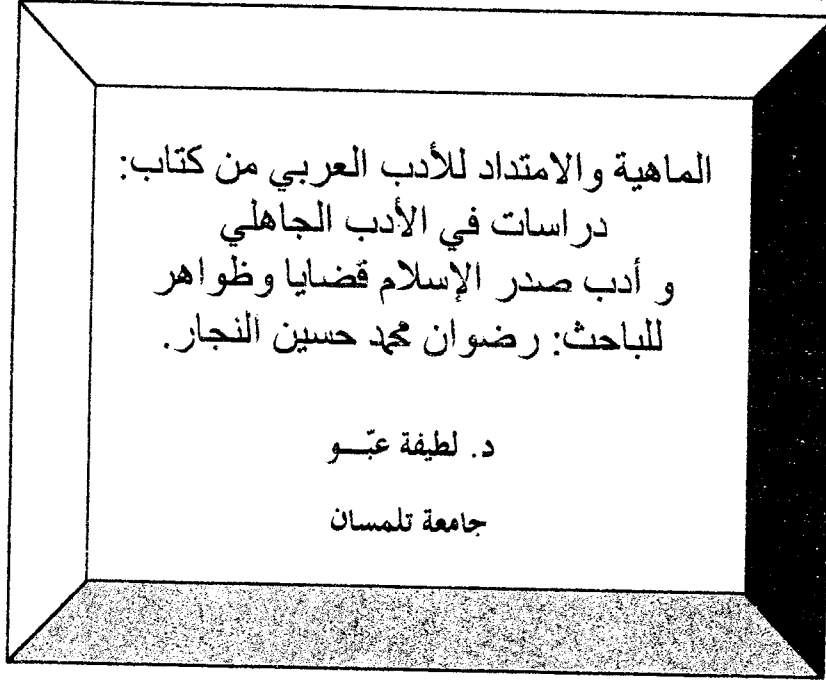 الماهية والامتداد للأدب العربي من كتاب:
دراسات في الأدب الجاهلي
و أدب صدر الإسلام قضايا وظواهر
للباحث: رضوان محمد حسين النجار.
د. لطيفة عبّـــو
جامعة تلمسان